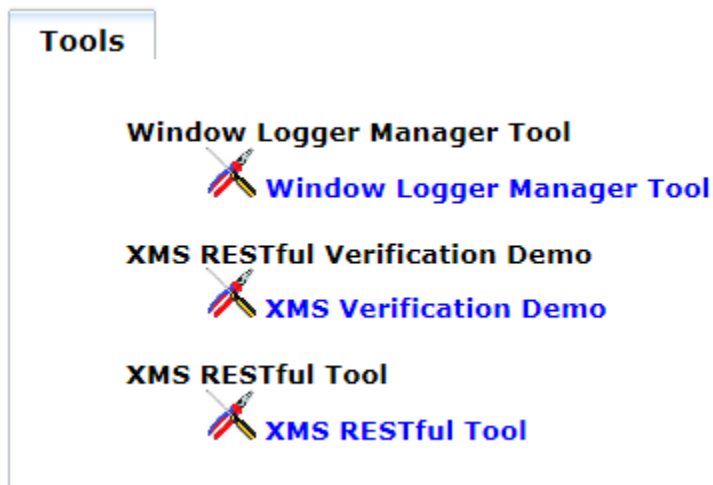 Tools
Window Logger Manager Tool
Window Logger Manager Tool
XMS RESTful Verification Demo
XMS Verification Demo
XMS RESTful Tool
XMS RESTful Tool